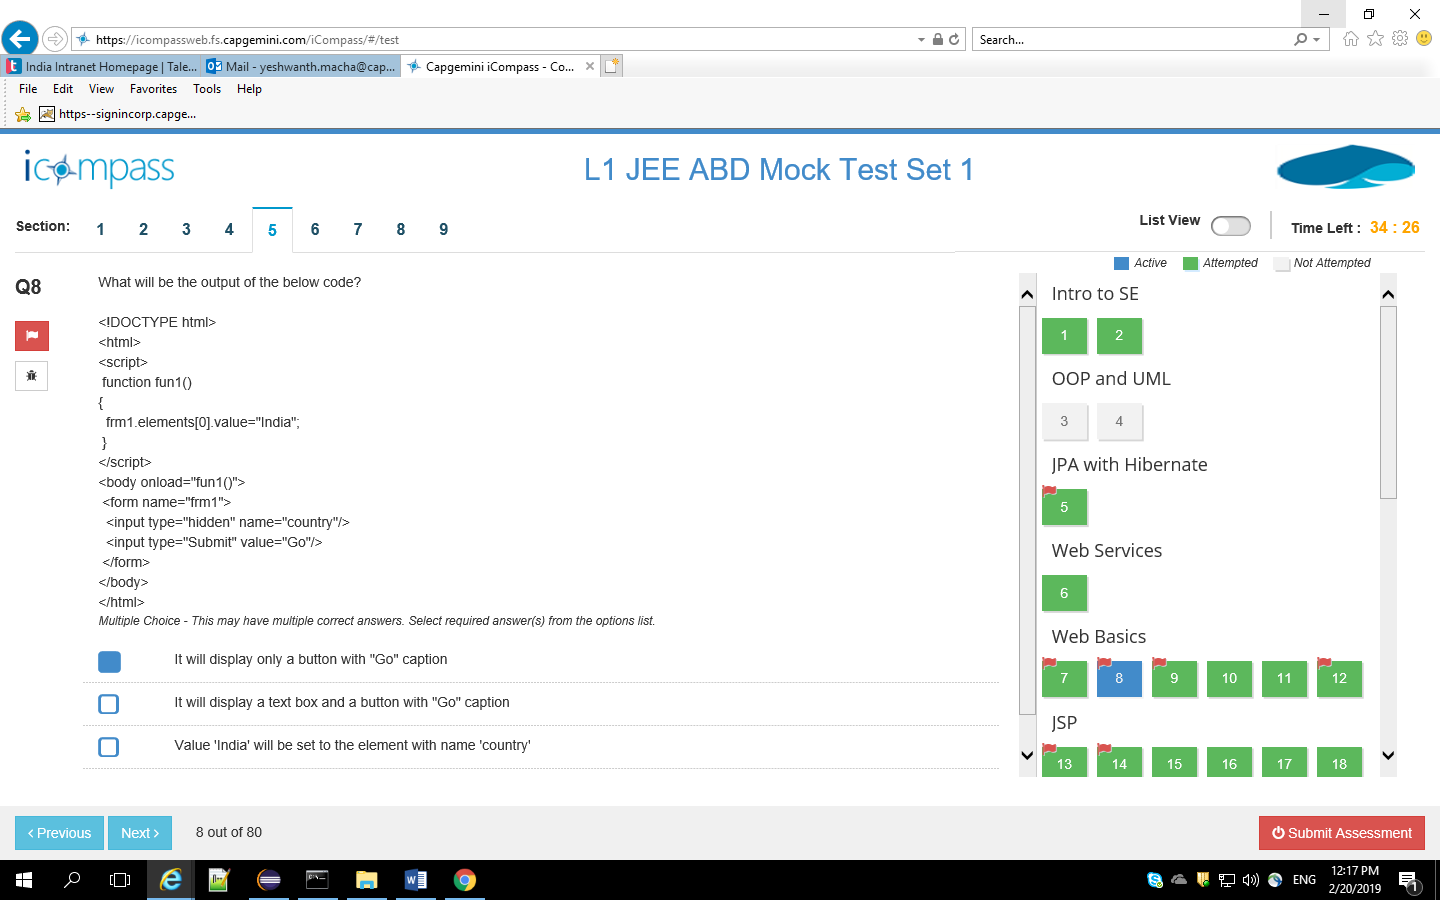 https://icompassweb.fs.capgemini.com/iCompass/#/test
Search...
India Intranet Homepage | Tale...
Mail - yeshwanth.macha@cap...
Capgemini iCompass - Co...
File Edit View Favorites Tools Help
https--signincorp.capge...
icompass
L1 JEE ABD Mock Test Set 1
Section: 1 2 3 4 5 6 7 8 9
List View
Time Left : 34 : 26
Active Attempted Not Attempted
Q8
What will be the output of the below code?
<!DOCTYPE html>
<html>
<script>
function fun1()
{
frm1.elements[0].value="India";
}
</script>
<body onload="fun1()">
<form name="frm1">
<input type="hidden" name="country"/>
<input type="Submit" value="Go"/>
</form>
</body>
</html>
Multiple Choice - This may have multiple correct answers. Select required answer(s) from the options list.
It will display only a button with "Go" caption
It will display a text box and a button with "Go" caption
Value 'India' will be set to the element with name 'country'
Intro to SE
1 2
OOP and UML
3 4
JPA with Hibernate
5
Web Services
6
Web Basics
7 8 9 10 11 12
JSP
13 14 15 16 17 18
Previous Next 8 out of 80
Submit Assessment
ENG
12:17 PM
2/20/2019
1